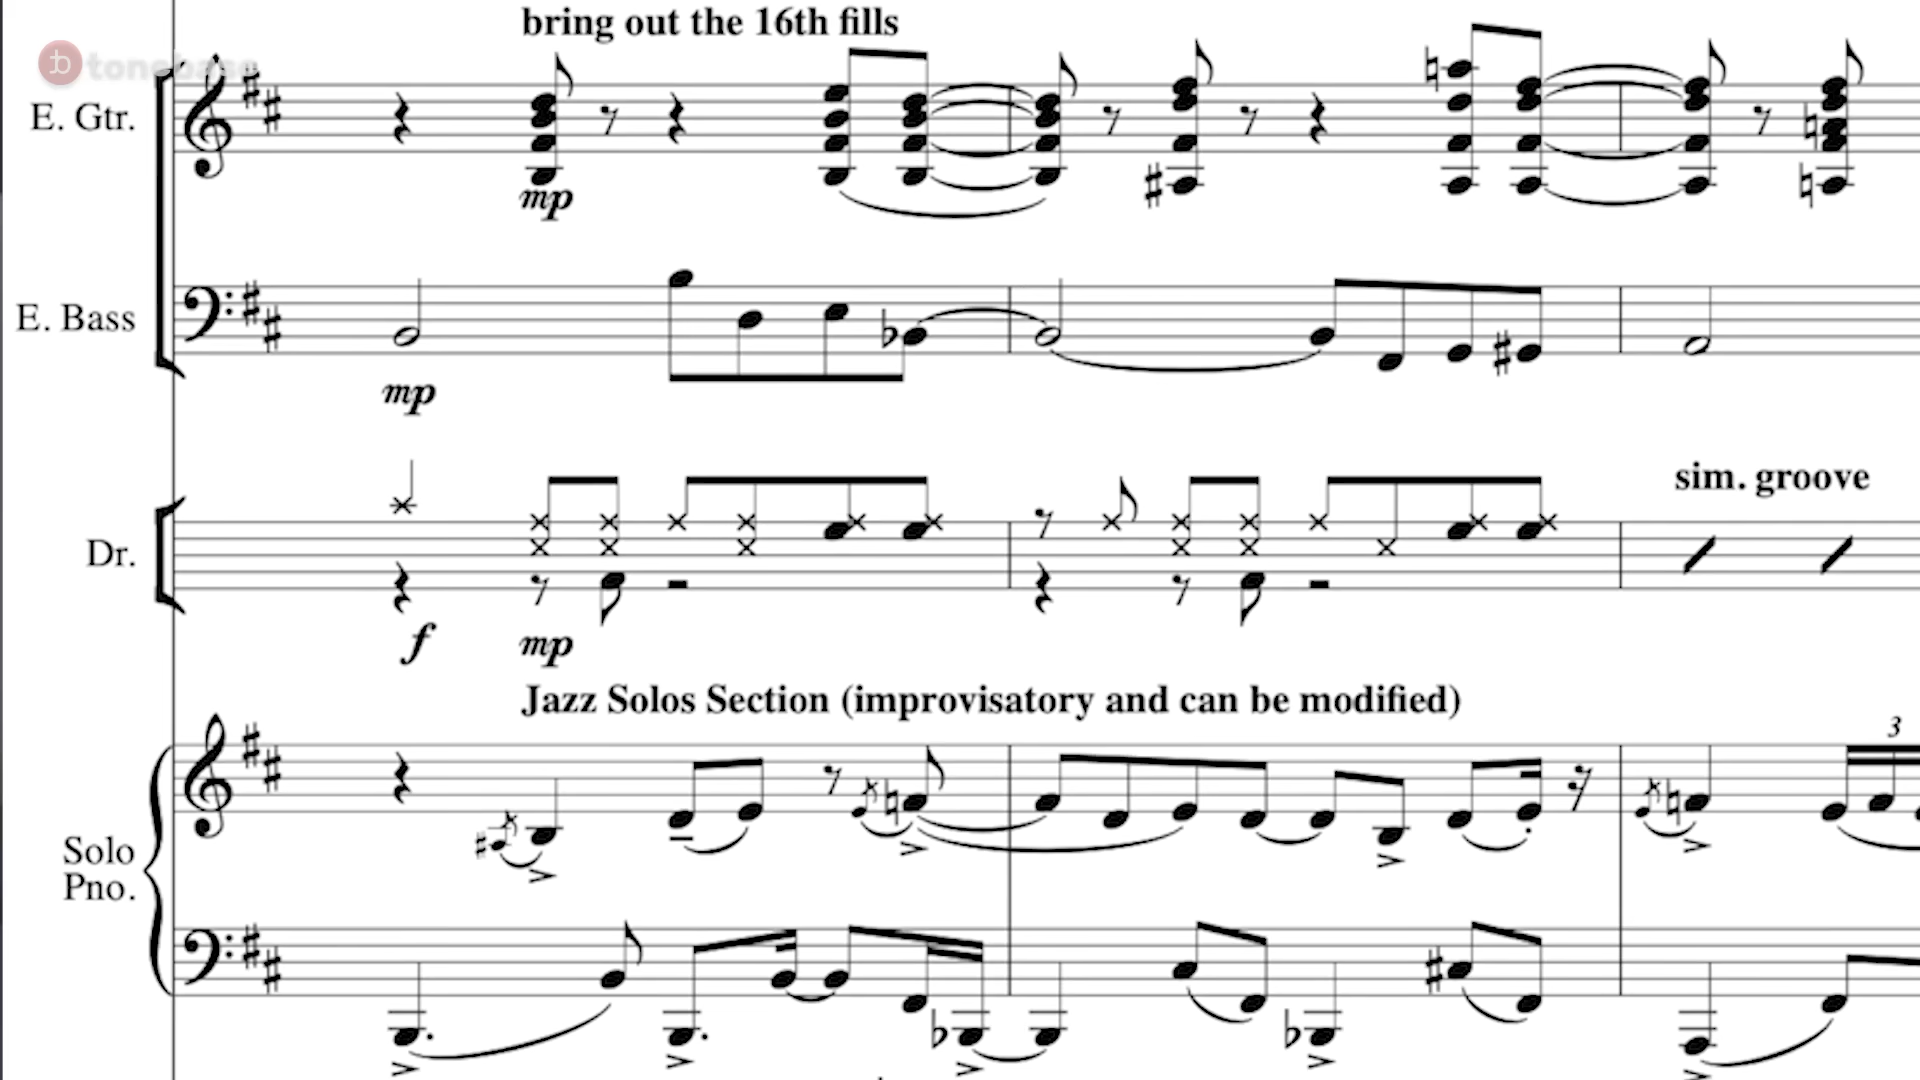 bring out the 16th fills
tonebase
E. Gtr.
mp
E. Bass
mp
sim. groove
Dr.
f mp
Jazz Solos Section (improvisatory and can be modified)
3
Solo
Pno.